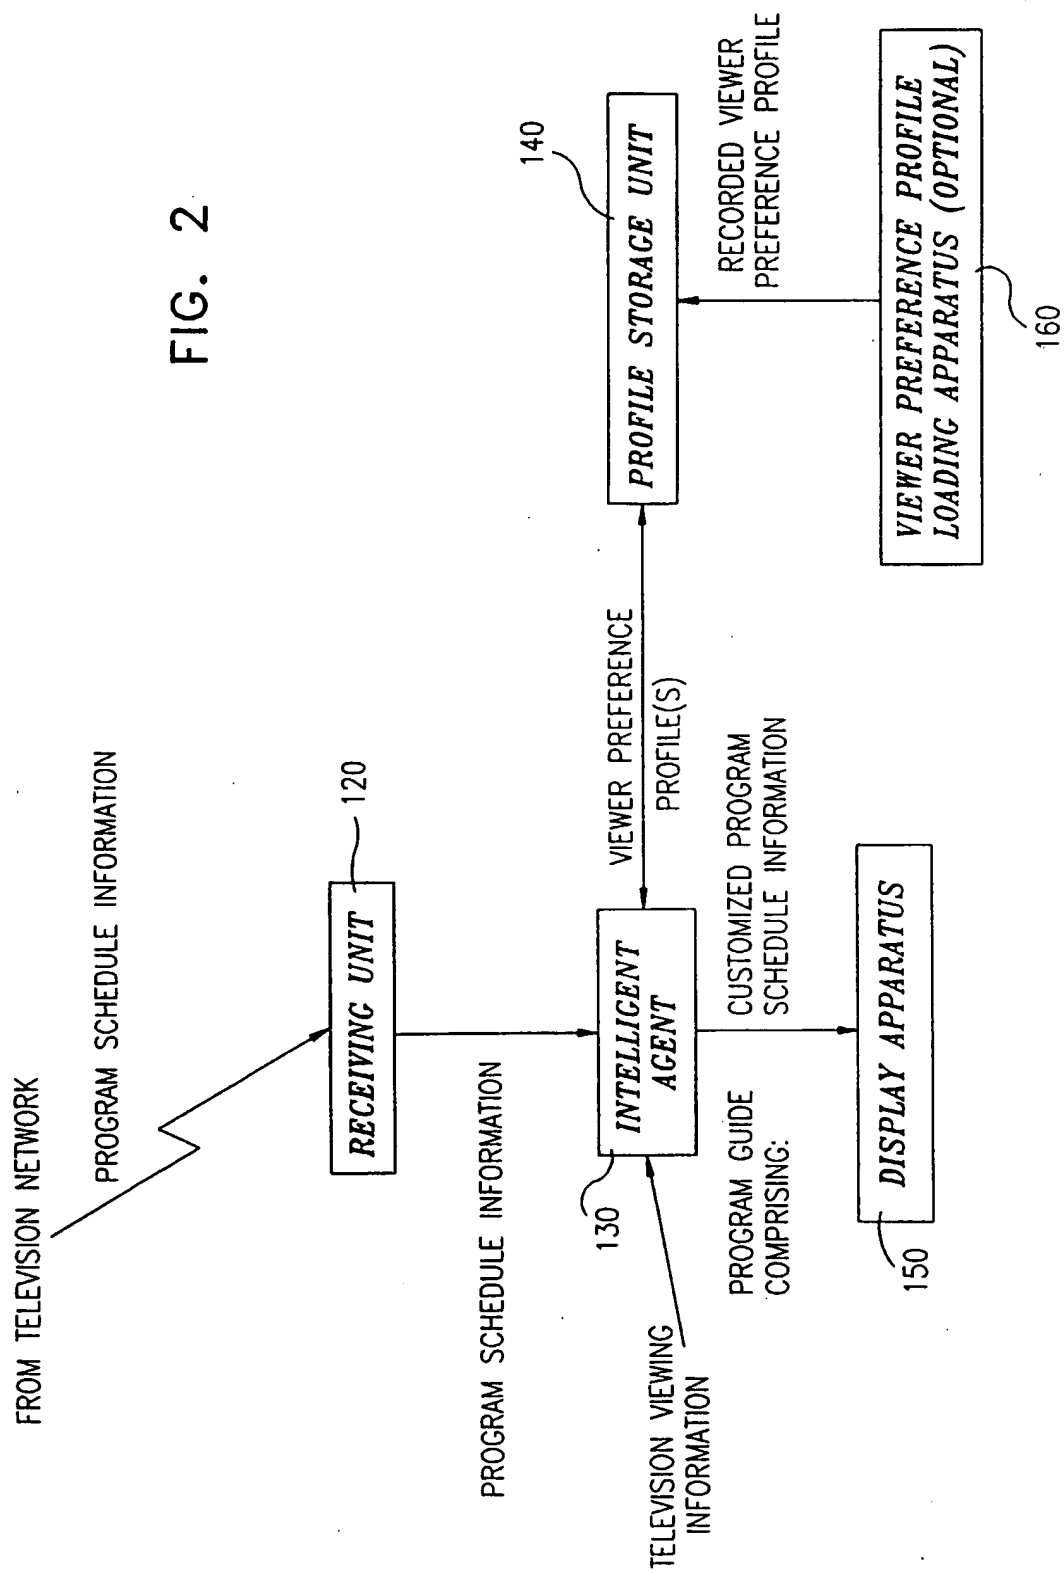 FIG. 2
FROM TELEVISION NETWORK
PROGRAM SCHEDULE INFORMATION
120
RECEIVING UNIT
PROGRAM SCHEDULE INFORMATION
130
INTELLIGENT
AGENT
TELEVISION VIEWING
INFORMATION
VIEWER PREFERENCE
PROFILE(S)
140
PROFILE STORAGE UNIT
RECORDED VIEWER
PREFERENCE PROFILE
PROGRAM GUIDE
COMPRISING:
CUSTOMIZED PROGRAM
SCHEDULE INFORMATION
150
DISPLAY APPARATUS
VIEWER PREFERENCE PROFILE
LOADING APPARATUS (OPTIONAL)
160